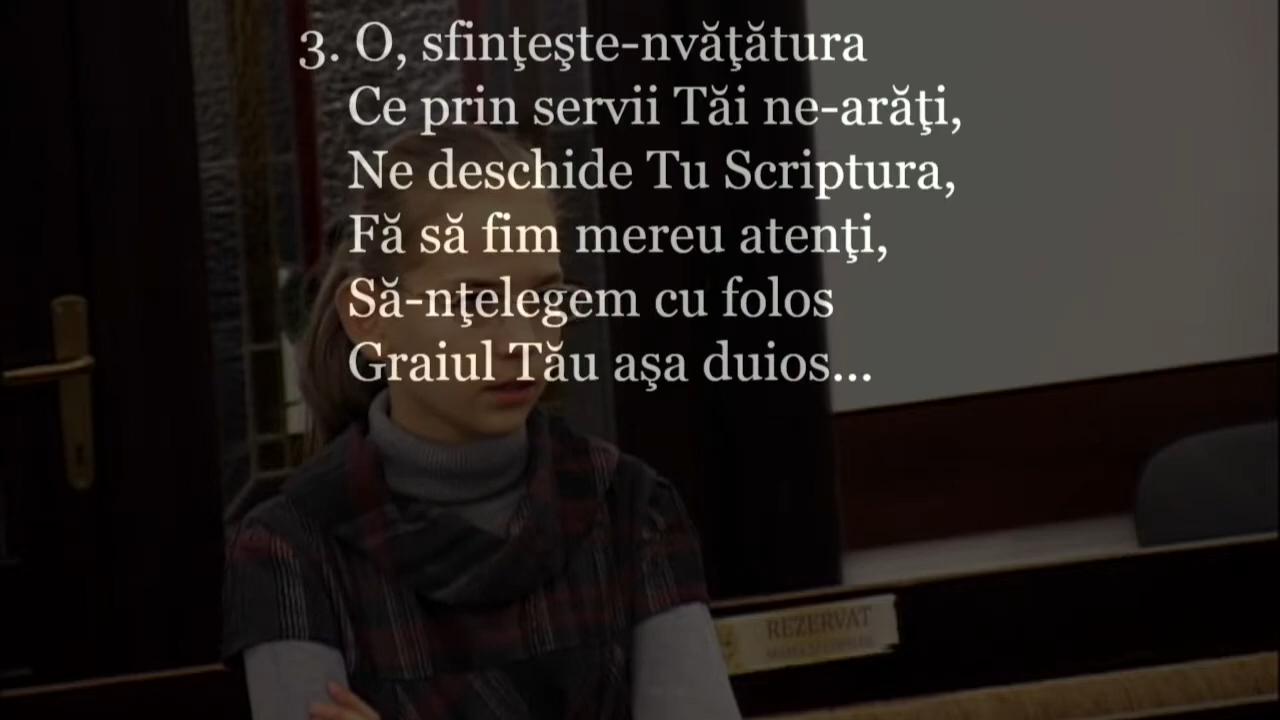 3. O, sfinţeşte-nvăţătura
Ce prin servii Tăi ne-arăţi,
Ne deschide Tu Scriptura,
Fă să fim mereu atenţi,
Să-nţelegem cu folos
Graiul Tău aşa duios...
REZERVAT